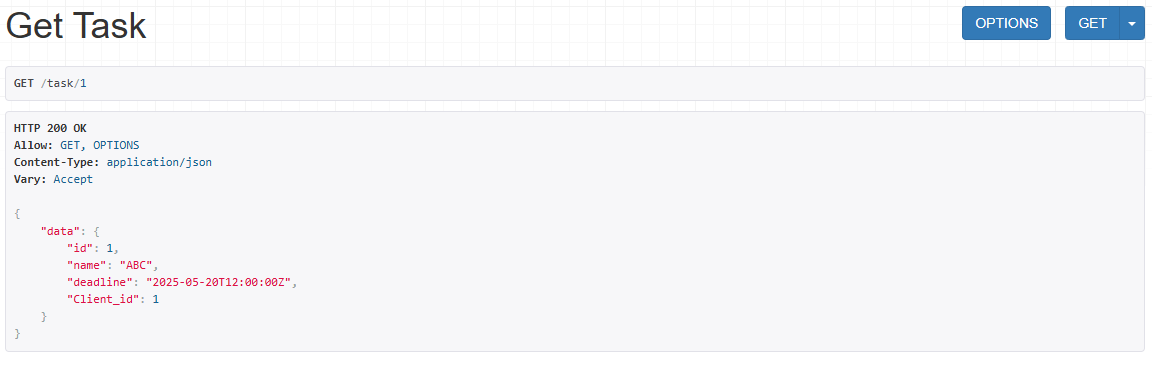 Get Task
OPTIONS
GET
GET /task/1
HTTP 200 OK
Allow: GET, OPTIONS
Content-Type: application/json
Vary: Accept
{
    "data": {
        "id": 1,
        "name": "ABC",
        "deadline": "2025-05-20T12:00:00Z",
        "Client_id": 1
    }
}